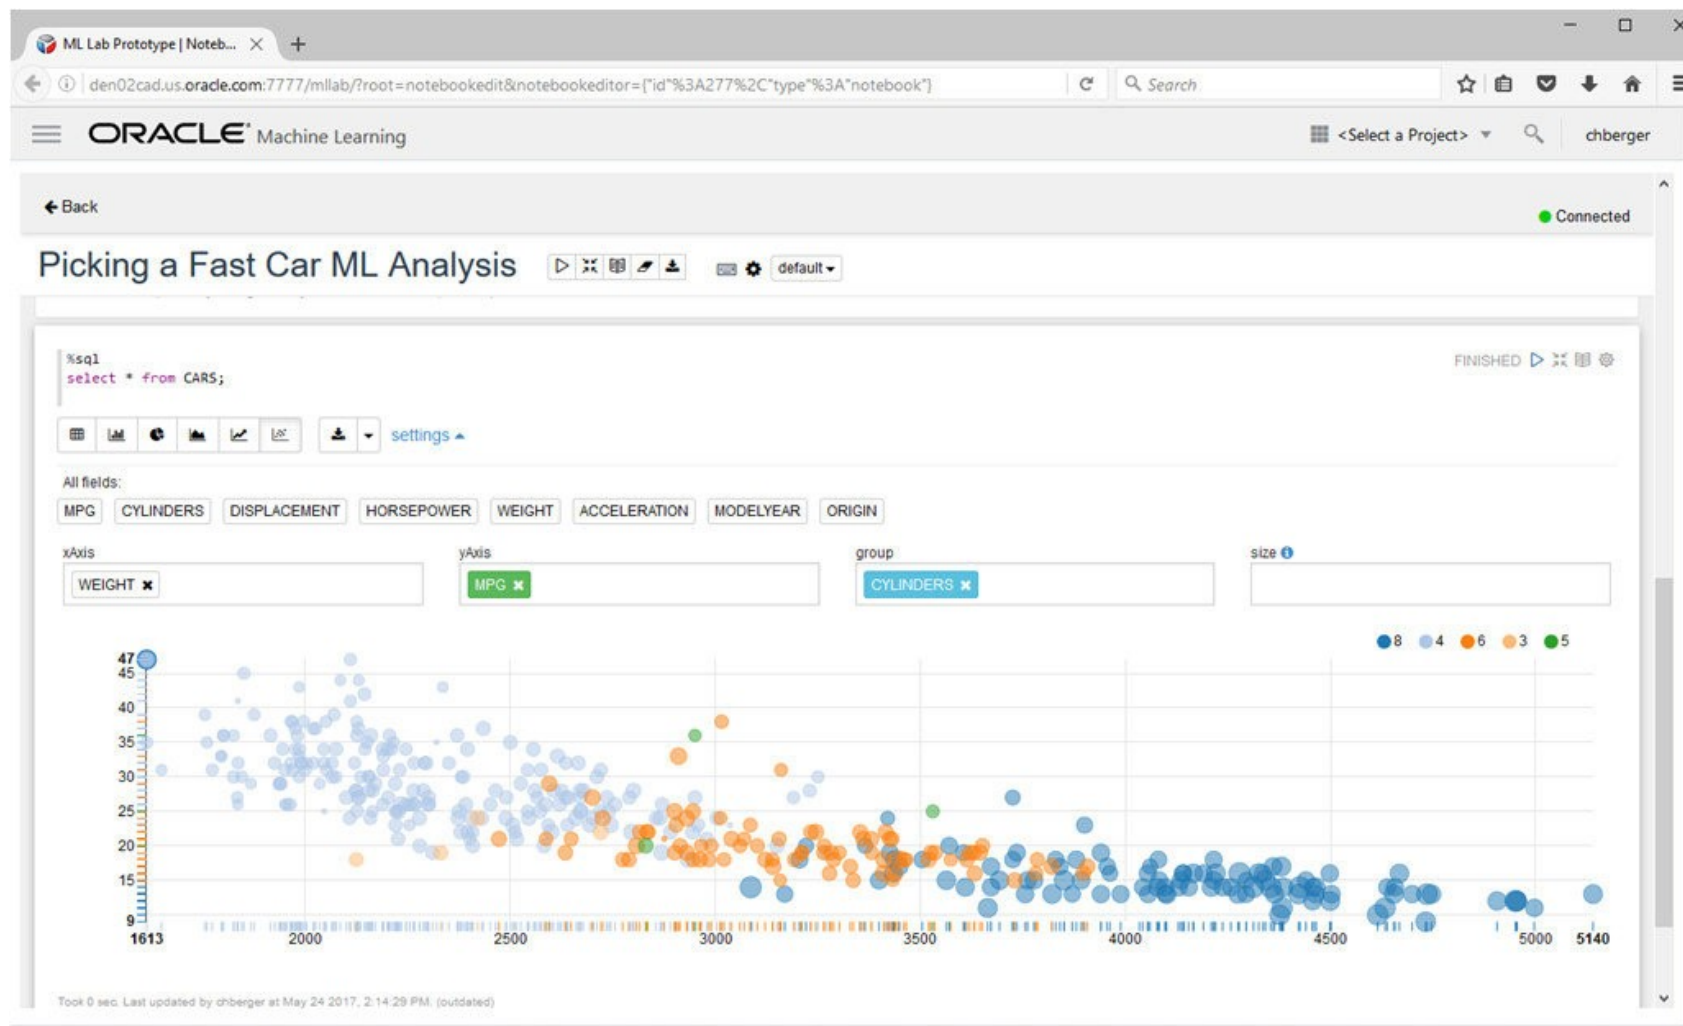 ML Lab Prototype | Noteb...
den02cad.us.oracle.com:7777/mllab/?root=notebookedit&notebookeditor={"id"%3A277%2C"type"%3A"notebook"}
Search
ORACLE Machine Learning
<Select a Project>
chberger
Back
Connected
Picking a Fast Car ML Analysis
default
%sql
select * from CARS;
FINISHED
settings
All fields:
MPG CYLINDERS DISPLACEMENT HORSEPOWER WEIGHT ACCELERATION MODELYEAR ORIGIN
xAxis yAxis group size
WEIGHT MPG CYLINDERS
8 4 6 3 5
47
45
40
35
30
25
20
15
9
1613 2000 2500 3000 3500 4000 4500 5000 5140
Took 0 sec. Last updated by chberger at May 24 2017, 2:14:29 PM. (outdated)